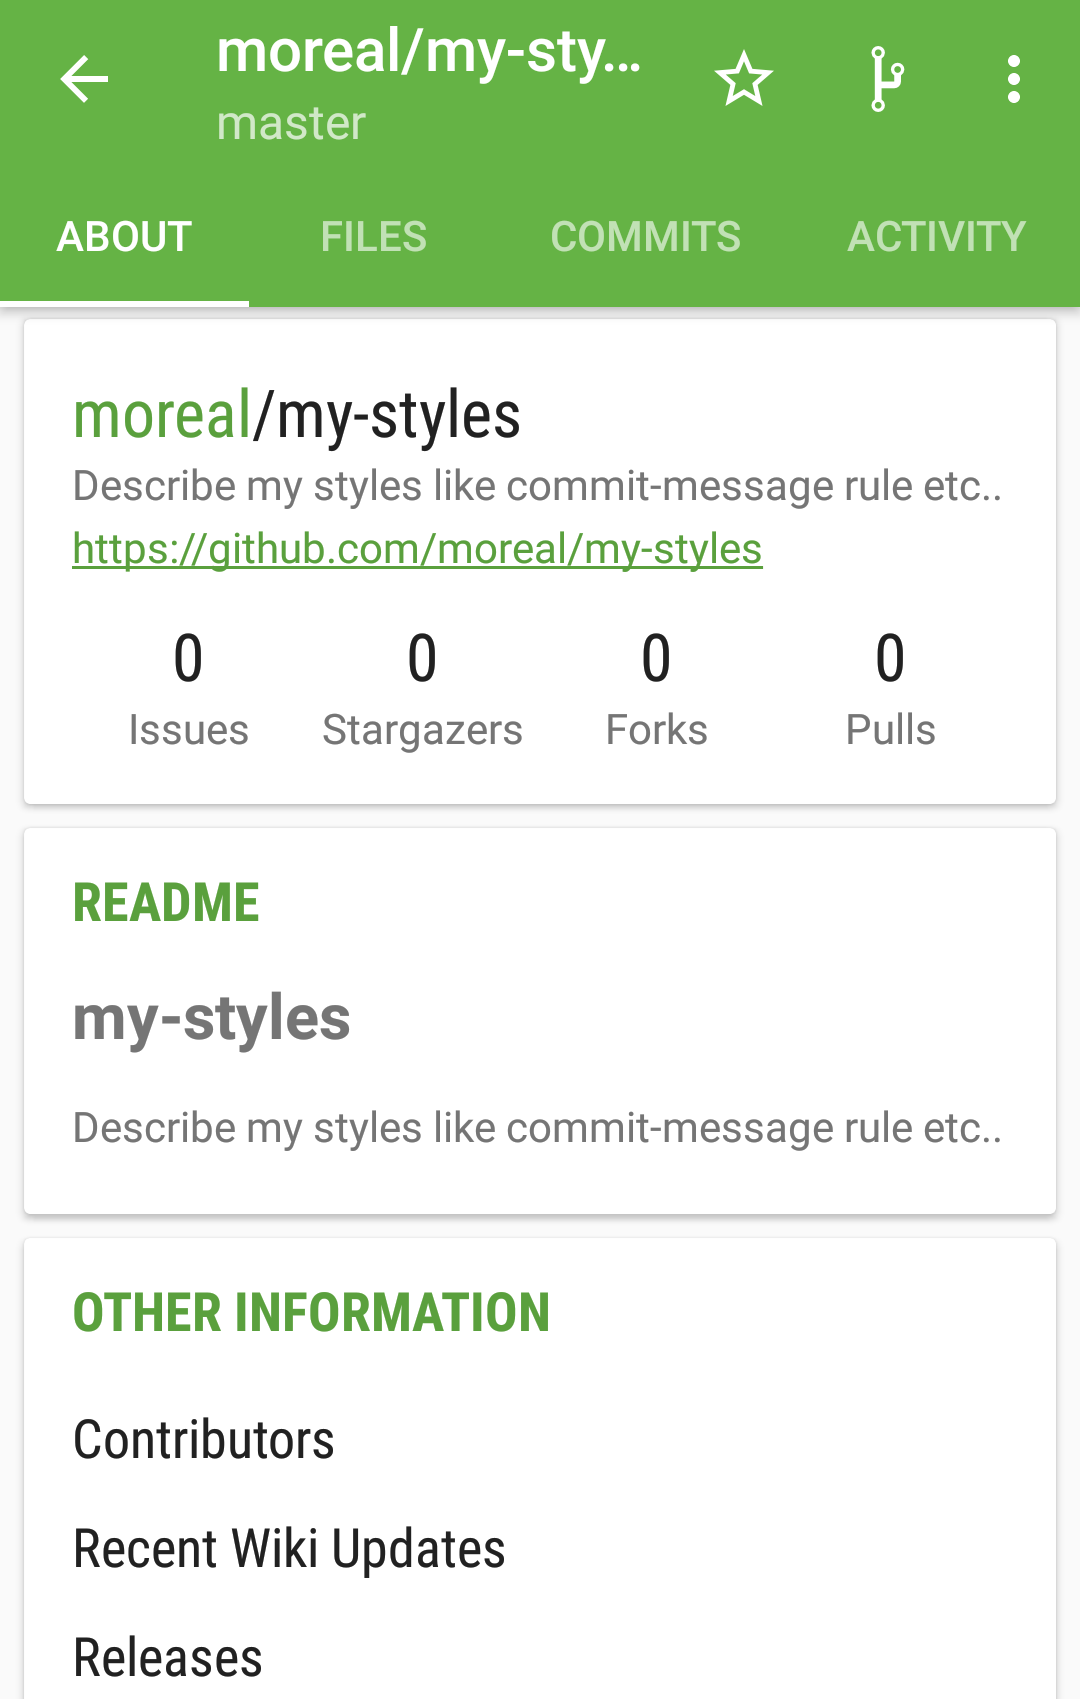 moreal/my-sty...
master
ABOUT FILES COMMITS ACTIVITY
moreal/my-styles
Describe my styles like commit-message rule etc..
https://github.com/moreal/my-styles
0 0 0 0
Issues Stargazers Forks Pulls
README
my-styles
Describe my styles like commit-message rule etc..
OTHER INFORMATION
Contributors
Recent Wiki Updates
Releases